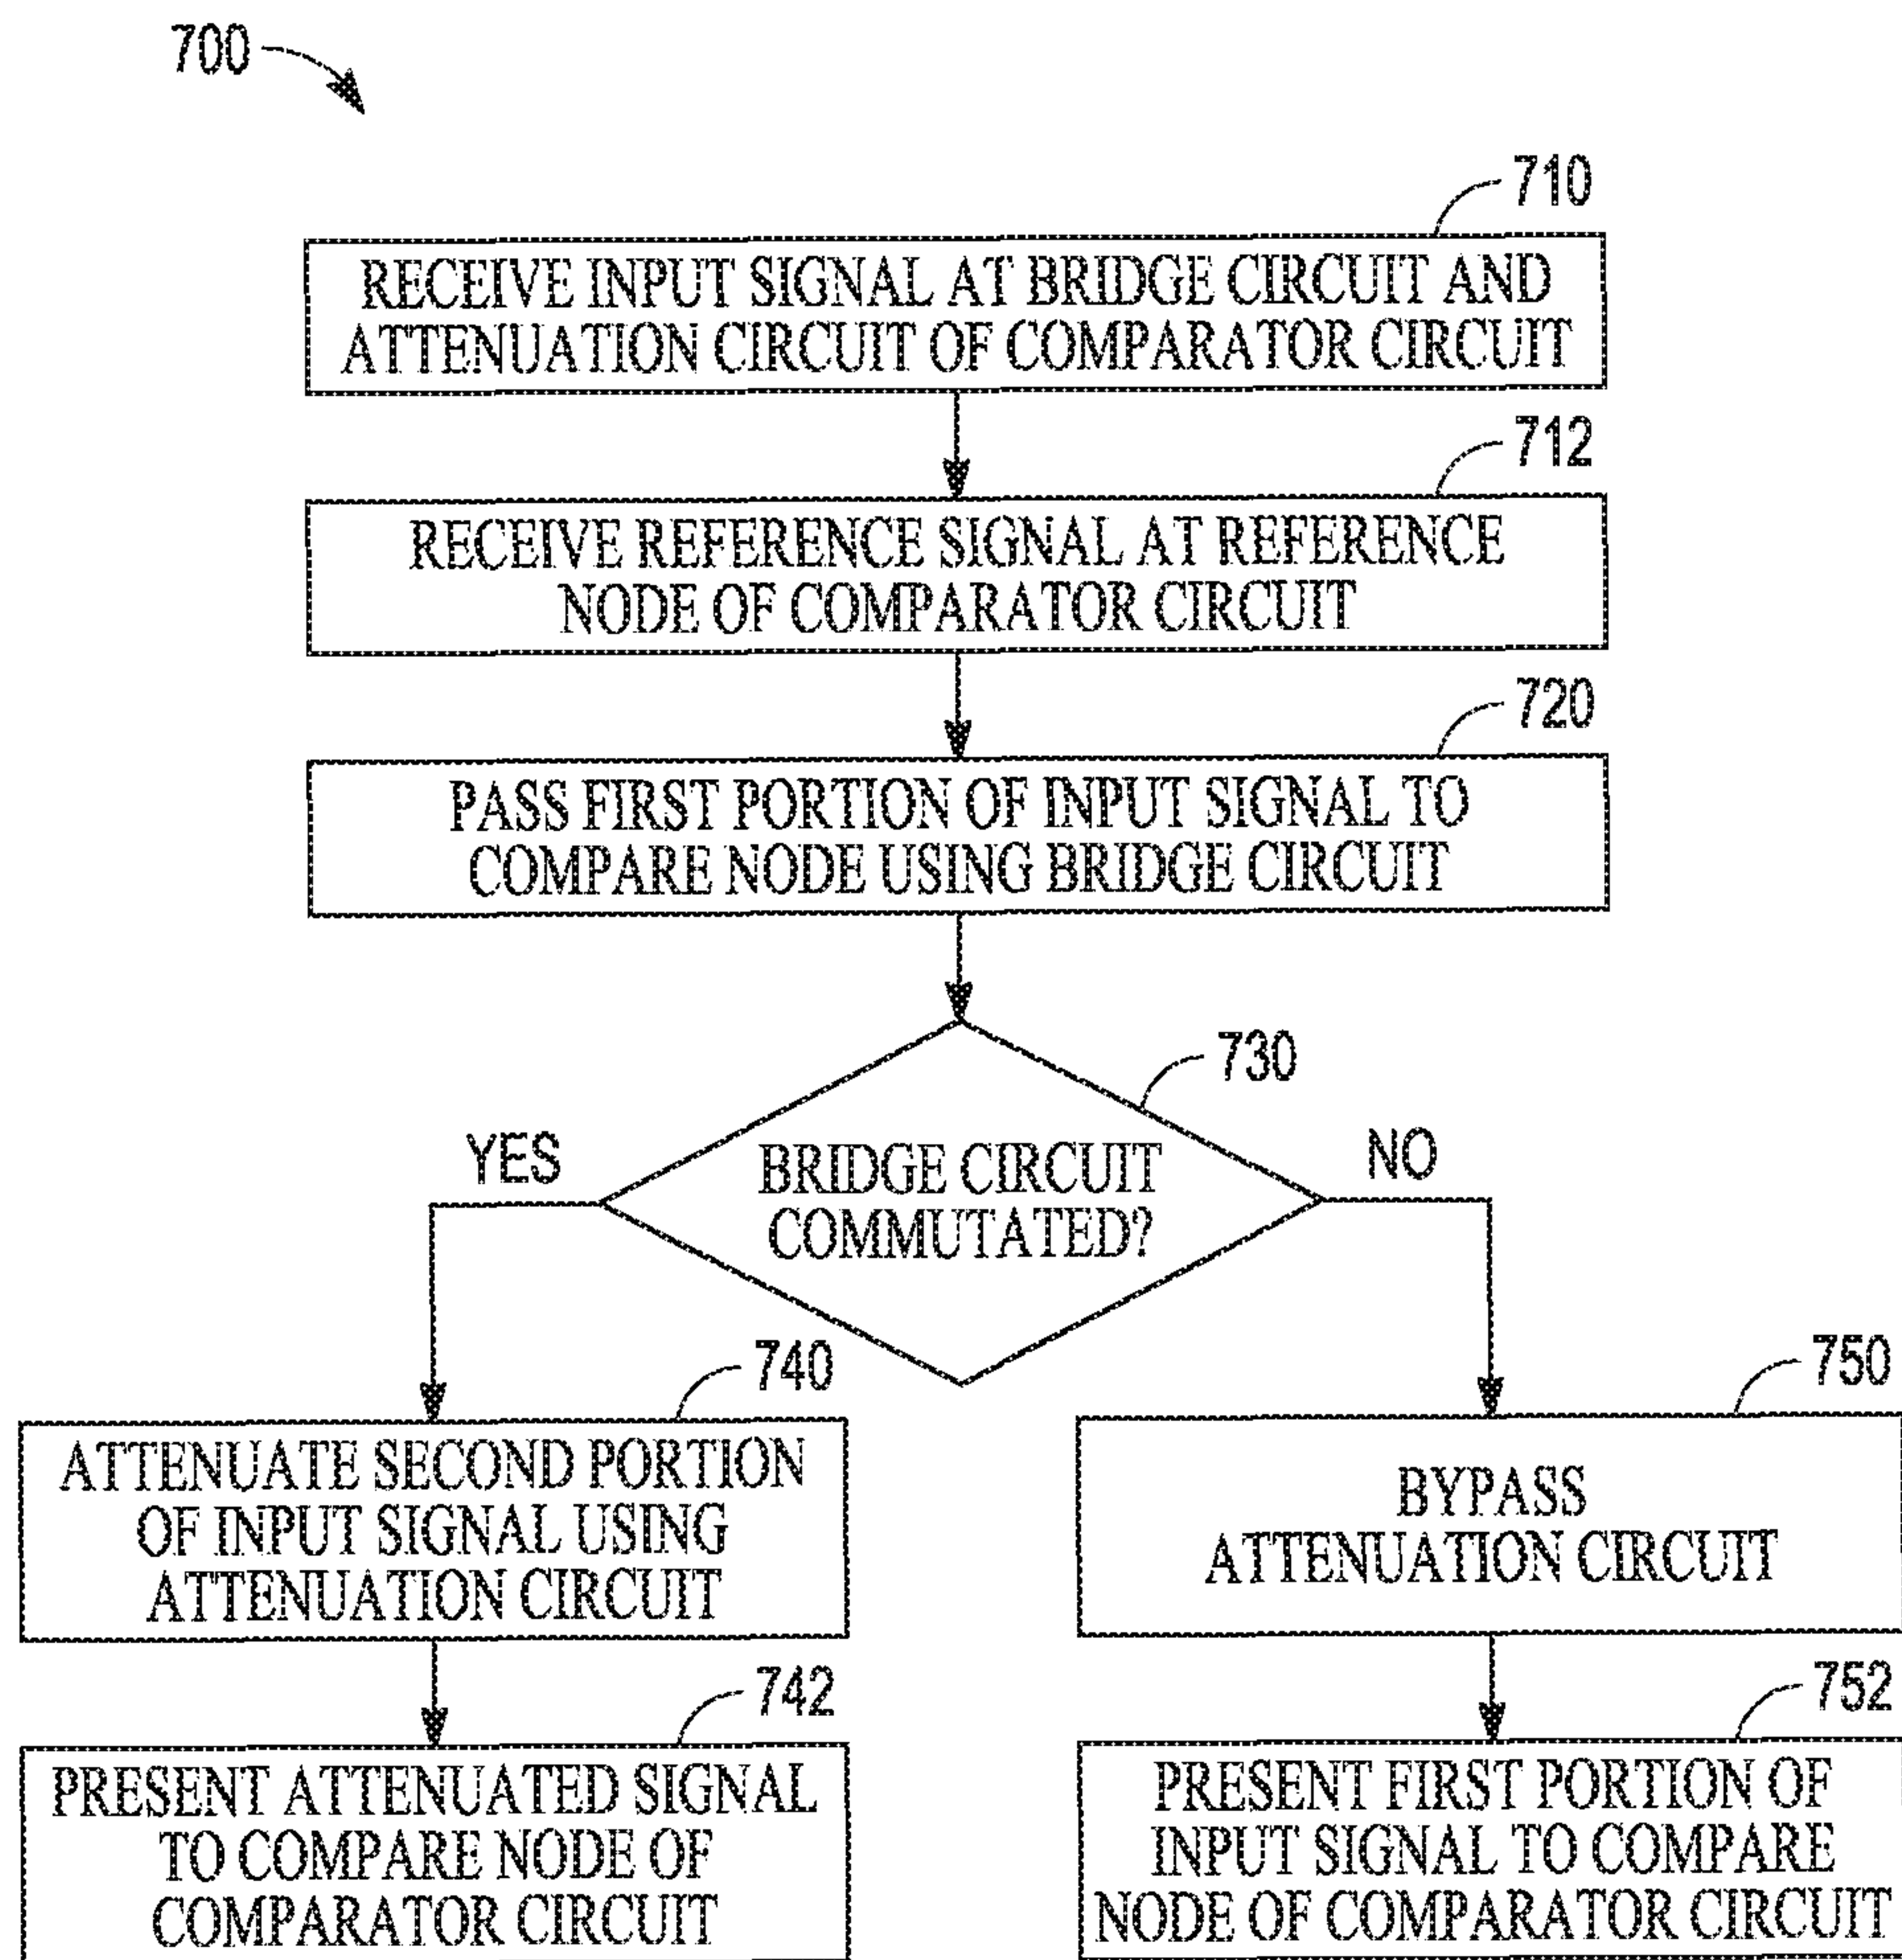 700
710
RECEIVE INPUT SIGNAL AT BRIDGE CIRCUIT AND
ATTENUATION CIRCUIT OF COMPARATOR CIRCUIT
712
RECEIVE REFERENCE SIGNAL AT REFERENCE
NODE OF COMPARATOR CIRCUIT
720
PASS FIRST PORTION OF INPUT SIGNAL TO
COMPARE NODE USING BRIDGE CIRCUIT
730
YES
BRIDGE CIRCUIT
COMMUTATED?
NO
740
ATTENUATE SECOND PORTION
OF INPUT SIGNAL USING
ATTENUATION CIRCUIT
750
BYPASS
ATTENUATION CIRCUIT
742
PRESENT ATTENUATED SIGNAL
TO COMPARE NODE OF
COMPARATOR CIRCUIT
752
PRESENT FIRST PORTION OF
INPUT SIGNAL TO COMPARE
NODE OF COMPARATOR CIRCUIT